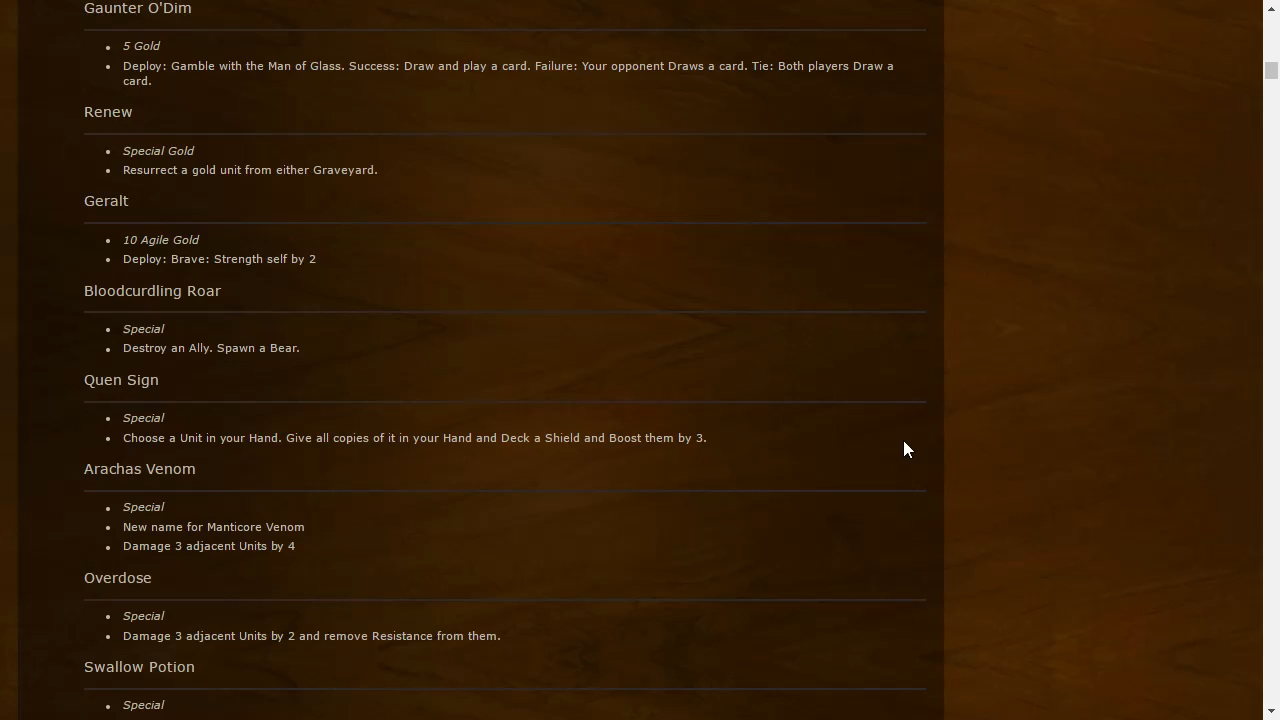 Gaunter O'Dim
5 Gold
Deploy: Gamble with the Man of Glass. Success: Draw and play a card. Failure: Your opponent Draws a card. Tie: Both players Draw a
card.
Renew
Special Gold
Resurrect a gold unit from either Graveyard.
Geralt
10 Agile Gold
Deploy: Brave: Strength self by 2
Bloodcurdling Roar
Special
Destroy an Ally. Spawn a Bear.
Quen Sign
Special
Choose a Unit in your Hand. Give all copies of it in your Hand and Deck a Shield and Boost them by 3.
Arachas Venom
Special
New name for Manticore Venom
Damage 3 adjacent Units by 4
Overdose
Special
Damage 3 adjacent Units by 2 and remove Resistance from them.
Swallow Potion
Special